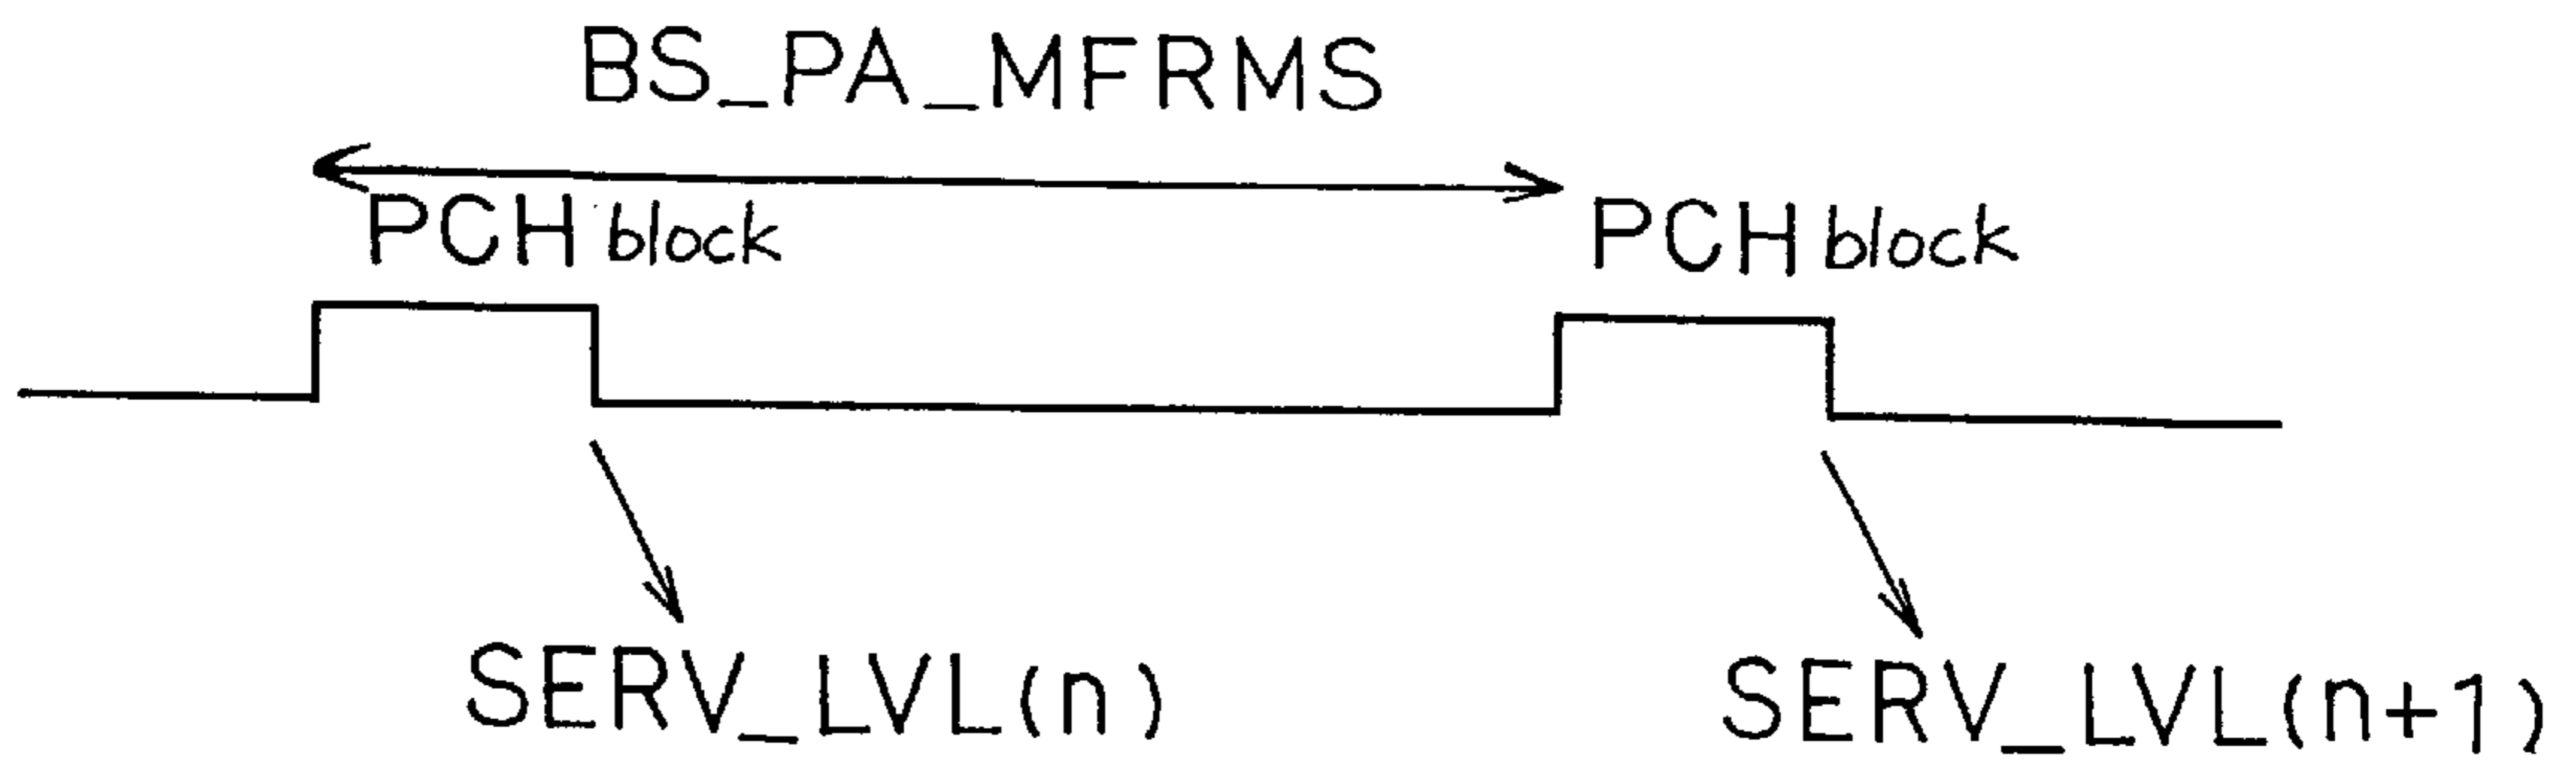 BS_PA_MFRMS
PCH block
PCH block
SERV_LVL(n)
SERV_LVL(n+1)